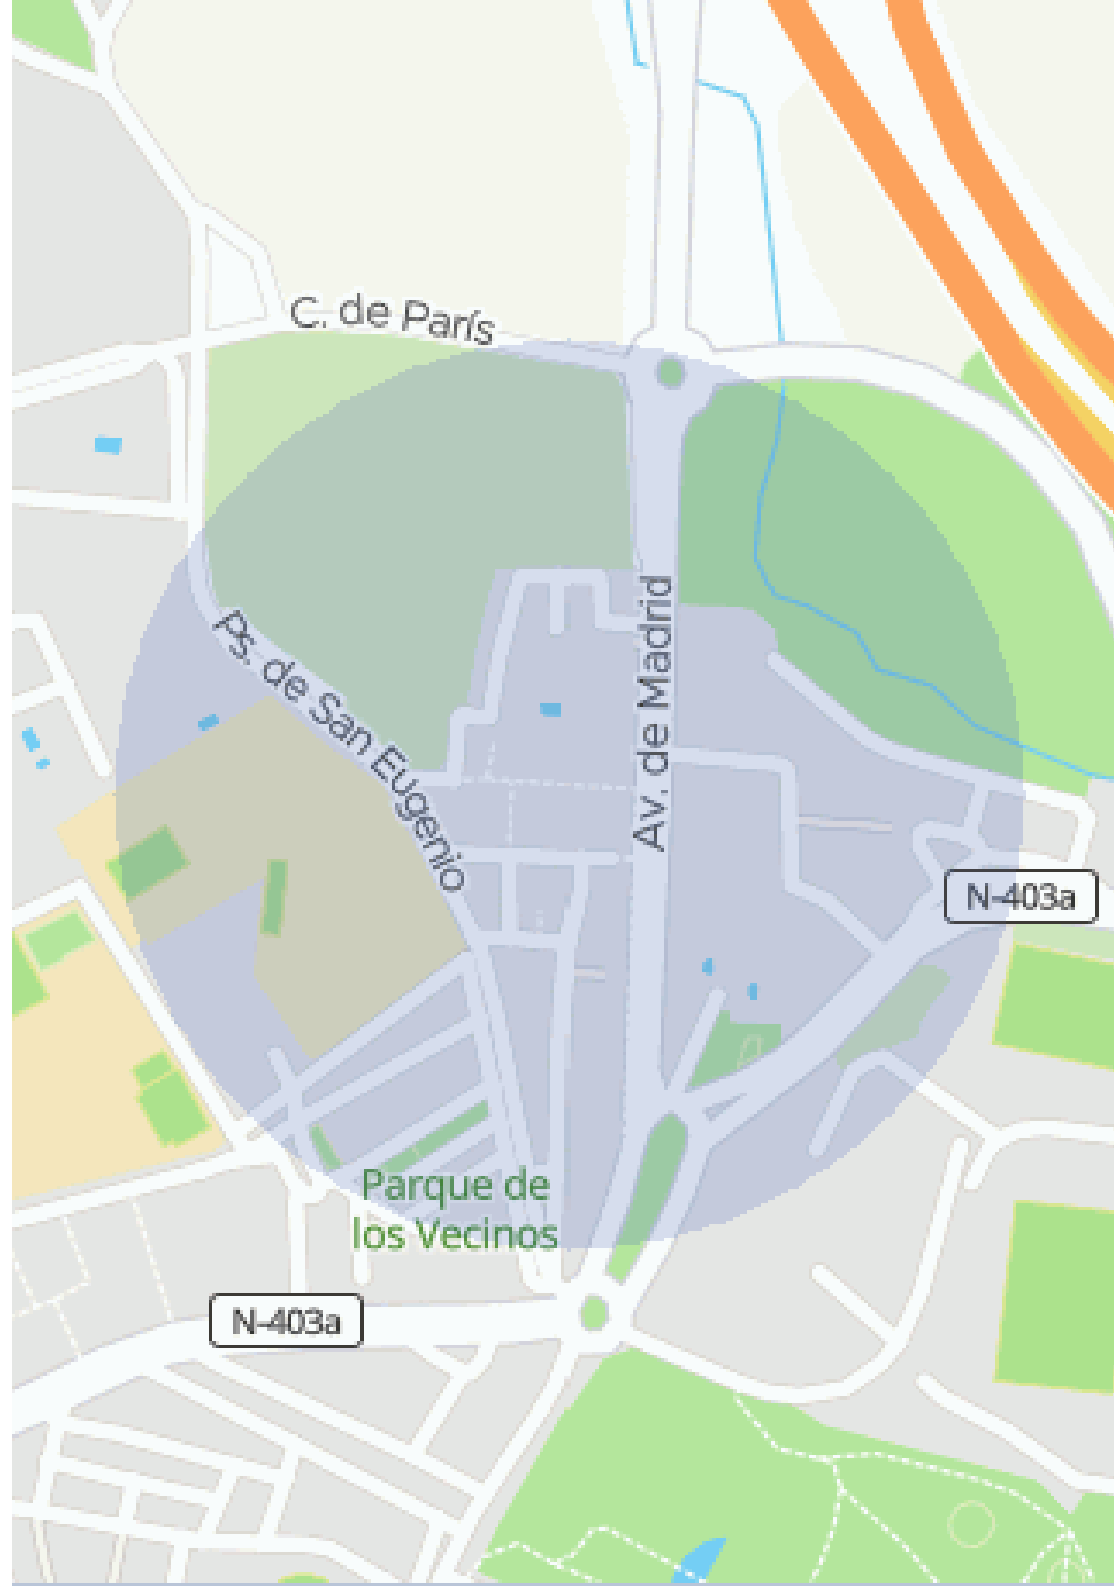 C. de París
Ps. de San Eugenio
Av. de Madrid
N-403a
Parque de
los Vecinos
N-403a